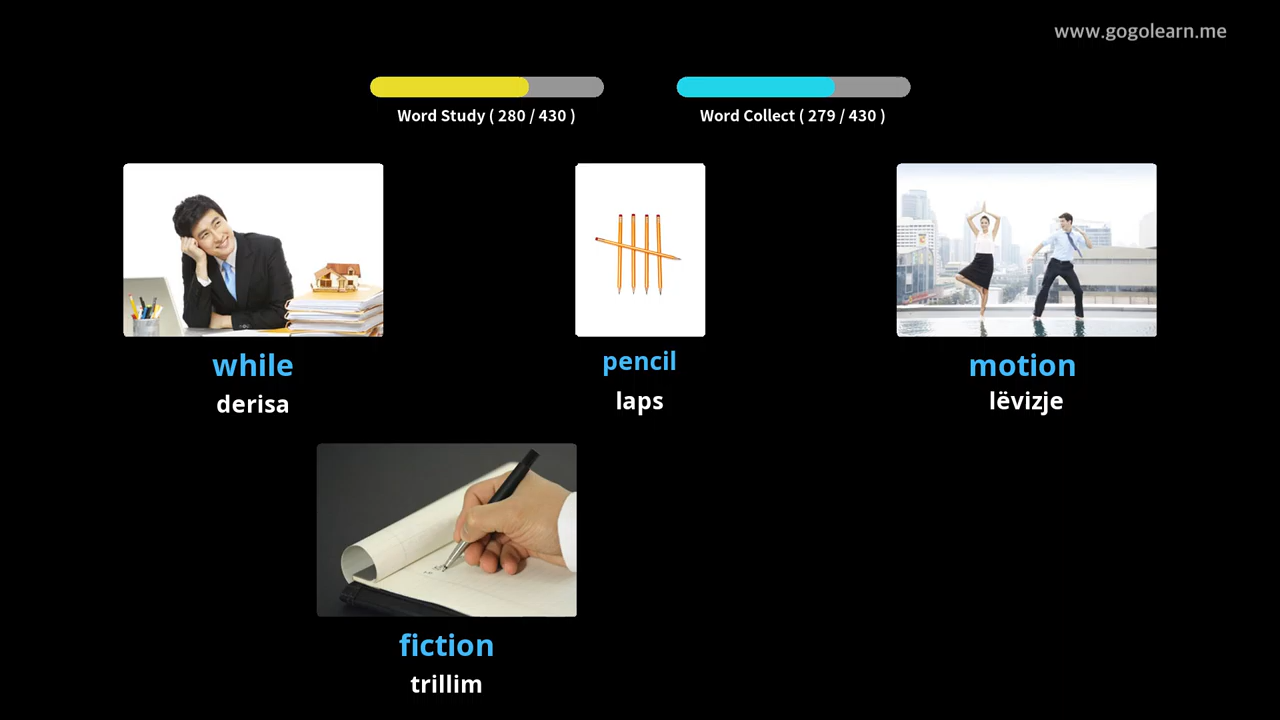 www.gogolearn.me
Word Study ( 280 / 430 )
Word Collect ( 279 / 430 )
while
derisa
pencil
laps
motion
lëvizje
fiction
trillim